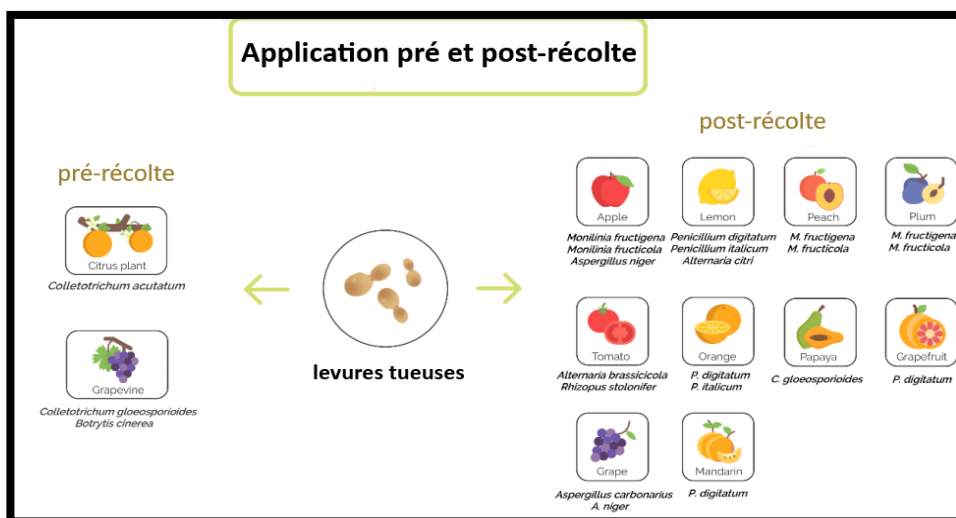 Application pré et post-récolte
pré-récolte
Citrus plant
Colletotrichum acutatum
Grapevine
Colletotrichum gloeosporioides
Botrytis cinerea
levures tueuses
post-récolte
Apple
Monilinia fructigena
Monilinia fructicola
Aspergillus niger
Lemon
Penicillium digitatum
Penicillium italicum
Alternaria citri
Peach
M. fructigena
M. fructicola
Plum
M. fructigena
M. fructicola
Tomato
Alternaria brassicicola
Rhizopus stolonifer
Orange
P. digitatum
P. italicum
Papaya
C. gloeosporioides
Grapefruit
P. digitatum
Grape
Aspergillus carbonarius
A. niger
Mandarin
P. digitatum